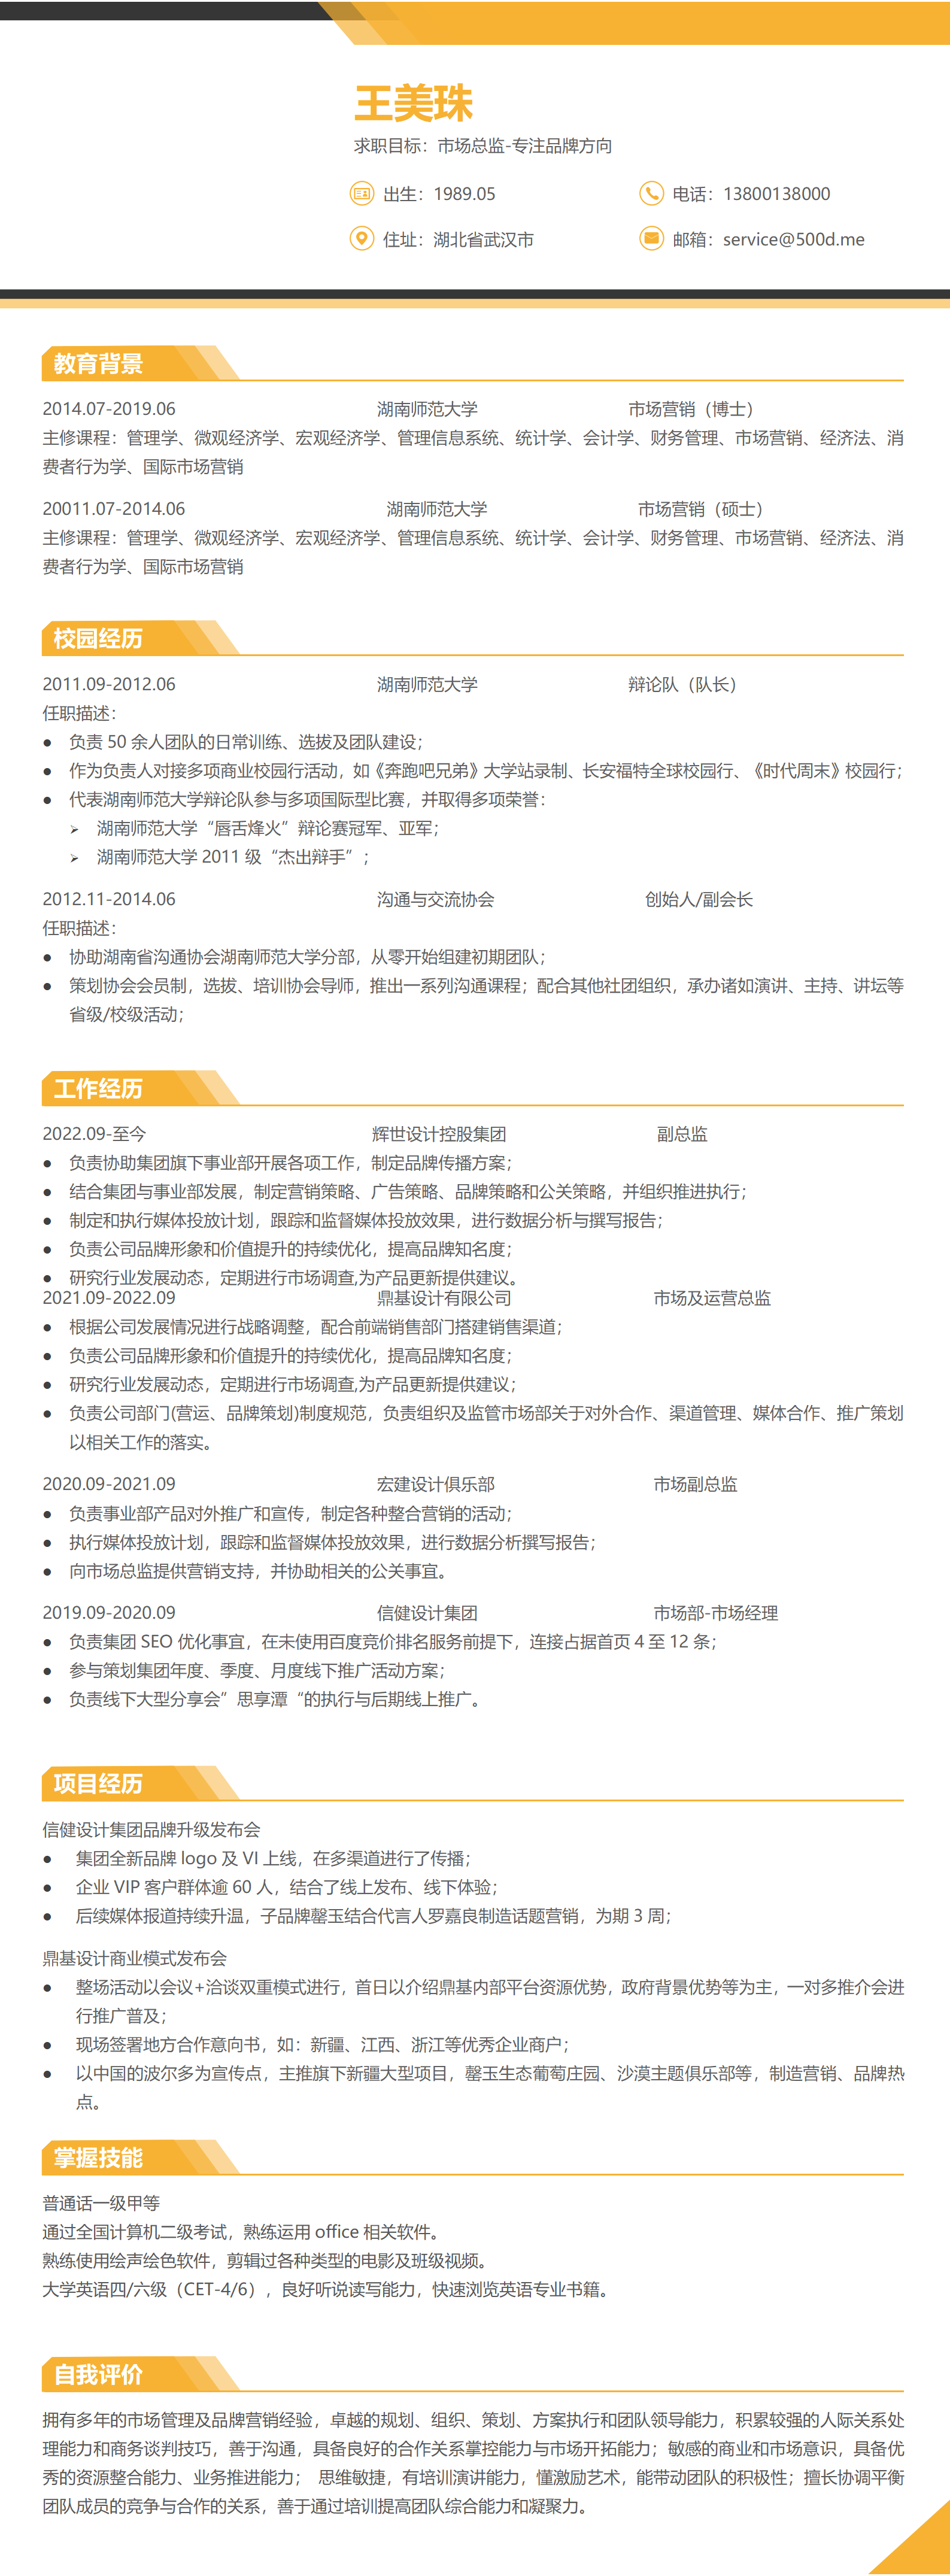 王美珠
求职目标：市场总监-专注品牌方向
出生：1989.05
电话：13800138000
住址：湖北省武汉市
邮箱：service@500d.me
教育背景
2014.07-2019.06 湖南师范大学 市场营销（博士）
主修课程：管理学、微观经济学、宏观经济学、管理信息系统、统计学、会计学、财务管理、市场营销、经济法、消
费者行为学、国际市场营销
20011.07-2014.06 湖南师范大学 市场营销（硕士）
主修课程：管理学、微观经济学、宏观经济学、管理信息系统、统计学、会计学、财务管理、市场营销、经济法、消
费者行为学、国际市场营销
校园经历
2011.09-2012.06 湖南师范大学 辩论队（队长）
任职描述：
● 负责 50 余人团队的日常训练、选拔及团队建设；
● 作为负责人对接多项商业校园行活动，如《奔跑吧兄弟》大学站录制、长安福特全球校园行、《时代周末》校园行；
● 代表湖南师范大学辩论队参与多项国际型比赛，并取得多项荣誉：
➢ 湖南师范大学“唇舌烽火”辩论赛冠军、亚军；
➢ 湖南师范大学 2011 级“杰出辩手”；
2012.11-2014.06 沟通与交流协会 创始人/副会长
任职描述：
● 协助湖南省沟通协会湖南师范大学分部，从零开始组建初期团队；
● 策划协会会员制，选拔、培训协会导师，推出一系列沟通课程；配合其他社团组织，承办诸如演讲、主持、讲坛等
省级/校级活动；
工作经历
2022.09-至今 辉世设计控股集团 副总监
● 负责协助集团旗下事业部开展各项工作，制定品牌传播方案；
● 结合集团与事业部发展，制定营销策略、广告策略、品牌策略和公关策略，并组织推进执行；
● 制定和执行媒体投放计划，跟踪和监督媒体投放效果，进行数据分析与撰写报告；
● 负责公司品牌形象和价值提升的持续优化，提高品牌知名度；
● 研究行业发展动态，定期进行市场调查,为产品更新提供建议。
2021.09-2022.09 鼎基设计有限公司 市场及运营总监
● 根据公司发展情况进行战略调整，配合前端销售部门搭建销售渠道；
● 负责公司品牌形象和价值提升的持续优化，提高品牌知名度；
● 研究行业发展动态，定期进行市场调查,为产品更新提供建议；
● 负责公司部门(营运、品牌策划)制度规范，负责组织及监管市场部关于对外合作、渠道管理、媒体合作、推广策划
以相关工作的落实。
2020.09-2021.09 宏建设计俱乐部 市场副总监
● 负责事业部产品对外推广和宣传，制定各种整合营销的活动；
● 执行媒体投放计划，跟踪和监督媒体投放效果，进行数据分析撰写报告；
● 向市场总监提供营销支持，并协助相关的公关事宜。
2019.09-2020.09 信健设计集团 市场部-市场经理
● 负责集团 SEO 优化事宜，在未使用百度竞价排名服务前提下，连接占据首页 4 至 12 条；
● 参与策划集团年度、季度、月度线下推广活动方案；
● 负责线下大型分享会”思享潭“的执行与后期线上推广。
项目经历
信健设计集团品牌升级发布会
● 集团全新品牌 logo 及 VI 上线，在多渠道进行了传播；
● 企业 VIP 客户群体逾 60 人，结合了线上发布、线下体验；
● 后续媒体报道持续升温，子品牌罄玉结合代言人罗嘉良制造话题营销，为期 3 周；
鼎基设计商业模式发布会
● 整场活动以会议+洽谈双重模式进行，首日以介绍鼎基内部平台资源优势，政府背景优势等为主，一对多推介会进
行推广普及；
● 现场签署地方合作意向书，如：新疆、江西、浙江等优秀企业商户；
● 以中国的波尔多为宣传点，主推旗下新疆大型项目，罄玉生态葡萄庄园、沙漠主题俱乐部等，制造营销、品牌热
点。
掌握技能
普通话一级甲等
通过全国计算机二级考试，熟练运用 office 相关软件。
熟练使用绘声绘色软件，剪辑过各种类型的电影及班级视频。
大学英语四/六级（CET-4/6），良好听说读写能力，快速浏览英语专业书籍。
自我评价
拥有多年的市场管理及品牌营销经验，卓越的规划、组织、策划、方案执行和团队领导能力，积累较强的人际关系处
理能力和商务谈判技巧，善于沟通，具备良好的合作关系掌控能力与市场开拓能力；敏感的商业和市场意识，具备优
秀的资源整合能力、业务推进能力； 思维敏捷，有培训演讲能力，懂激励艺术，能带动团队的积极性；擅长协调平衡
团队成员的竞争与合作的关系，善于通过培训提高团队综合能力和凝聚力。